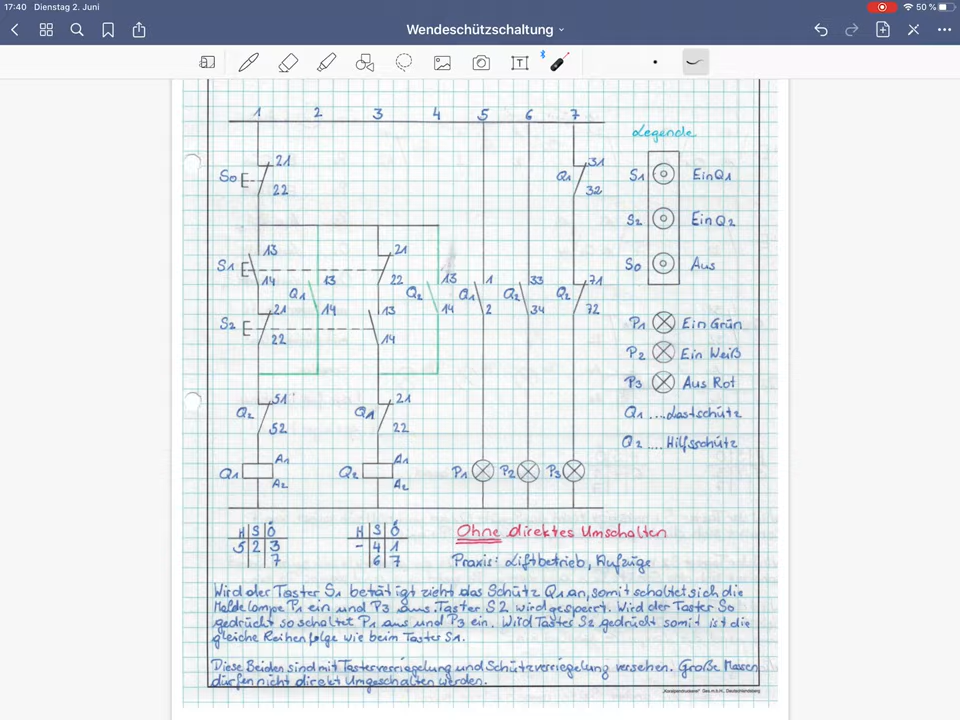 17:40 Dienstag 2. Juni
50 %
Wendeschützschaltung
1 2 3 4 5 6 7
Legende
S0 21 22
Q1 31 32
S1 EinQ1
S2 EinQ2
S0 Aus
S1 13 14
21 22
Q1 13 14
Q2 13 14
Q1 1 2
Q2 33 34
Q2 71 72
S2 21 22
13 14
P1 Ein Grün
P2 Ein Weiß
P3 Aus Rot
Q1 ....Lastschütz
Q2 .... Hilfsschütz
Q2 51 52
Q1 21 22
Q1 A1 A2
Q2 A1 A2
P1 P2 P3
H S Ö
5 2 3
7
H S Ö
- 4 1
6 7
Ohne direktes Umschalten
Praxis: Liftbetrieb, Aufzüge
Wird der Taster S1 betätigt zieht das Schütz Q1 an, somit schaltet sich die
Melde Lampe P1 ein und P3 aus. Taster S2 wird gesperrt. Wird der Taster S0
gedrückt so schaltet P1 aus und P3 ein. Wird Taster S2 gedrückt somit ist die
gleiche Reihenfolge wie beim Taster S1.
Diese Beiden sind mit Tasterverriegelung und Schützverriegelung versehen. Große Massen
dürfen nicht direkt Umgeschalten werden.
Ges.m.b.H., Deutschlandsberg